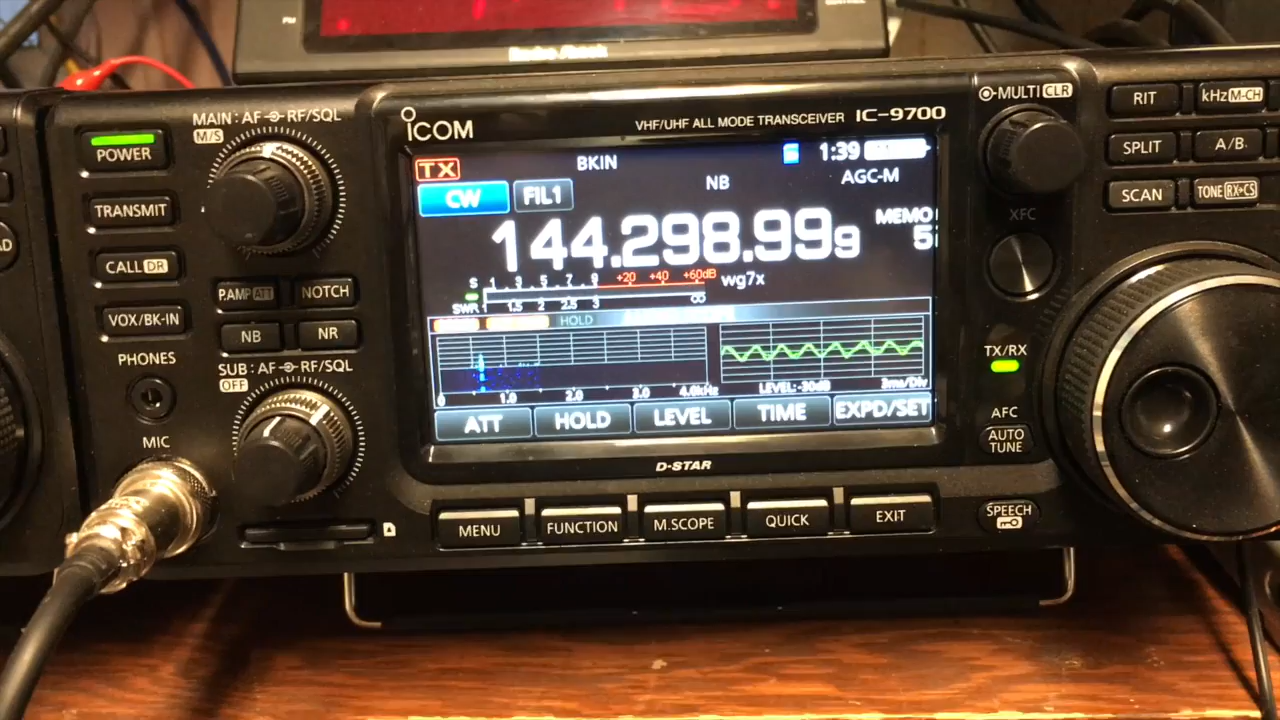 Radio Shack
ICOM
VHF/UHF ALL MODE TRANSCEIVER IC-9700
POWER
TRANSMIT
CALL DR
VOX/BK-IN
PHONES
MIC
MAIN: AF RF/SQL
M/S
P.AMP ATT
NOTCH
NB
NR
SUB: AF RF/SQL
OFF
TX
BKIN
1:39
CW
FIL1
NB
AGC-M
144.298.999
MEMO
5
S 1 3 5 7 9 +20 +40 +60dB
wg7x
SWR 1 1.5 2 2.5 3 ∞
HOLD
0 1.0 2.0 3.0 4.0kHz
LEVEL:-30dB 3ms/Div
ATT
HOLD
LEVEL
TIME
EXPD/SET
D-STAR
MENU
FUNCTION
M.SCOPE
QUICK
EXIT
MULTI CLR
RIT
kHz M-CH
SPLIT
A/B
SCAN
TONE RX→CS
XFC
TX/RX
AFC
AUTO TUNE
SPEECH